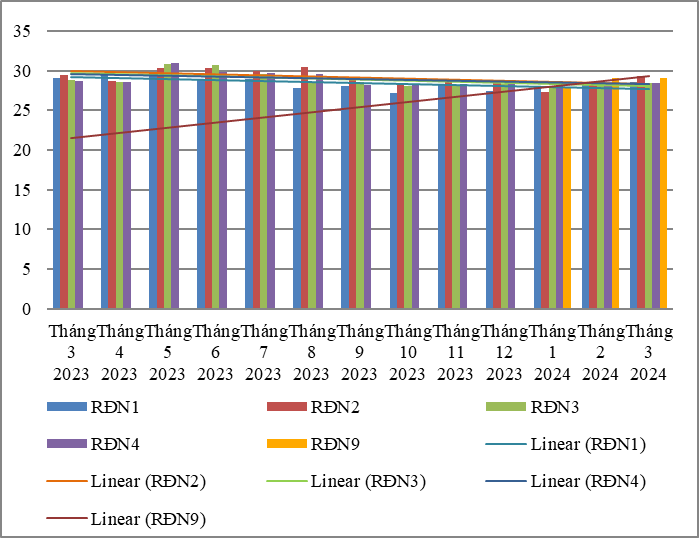 35
30
25
20
15
10
5
0
Tháng Tháng Tháng Tháng Tháng Tháng Tháng Tháng Tháng Tháng Tháng Tháng Tháng
3 4 5 6 7 8 9 10 11 12 1 2 3
2023 2023 2023 2023 2023 2023 2023 2023 2023 2023 2024 2024 2024
RĐN1 RĐN2 RĐN3
RĐN4 RĐN9 Linear (RĐN1)
Linear (RĐN2) Linear (RĐN3) Linear (RĐN4)
Linear (RĐN9)